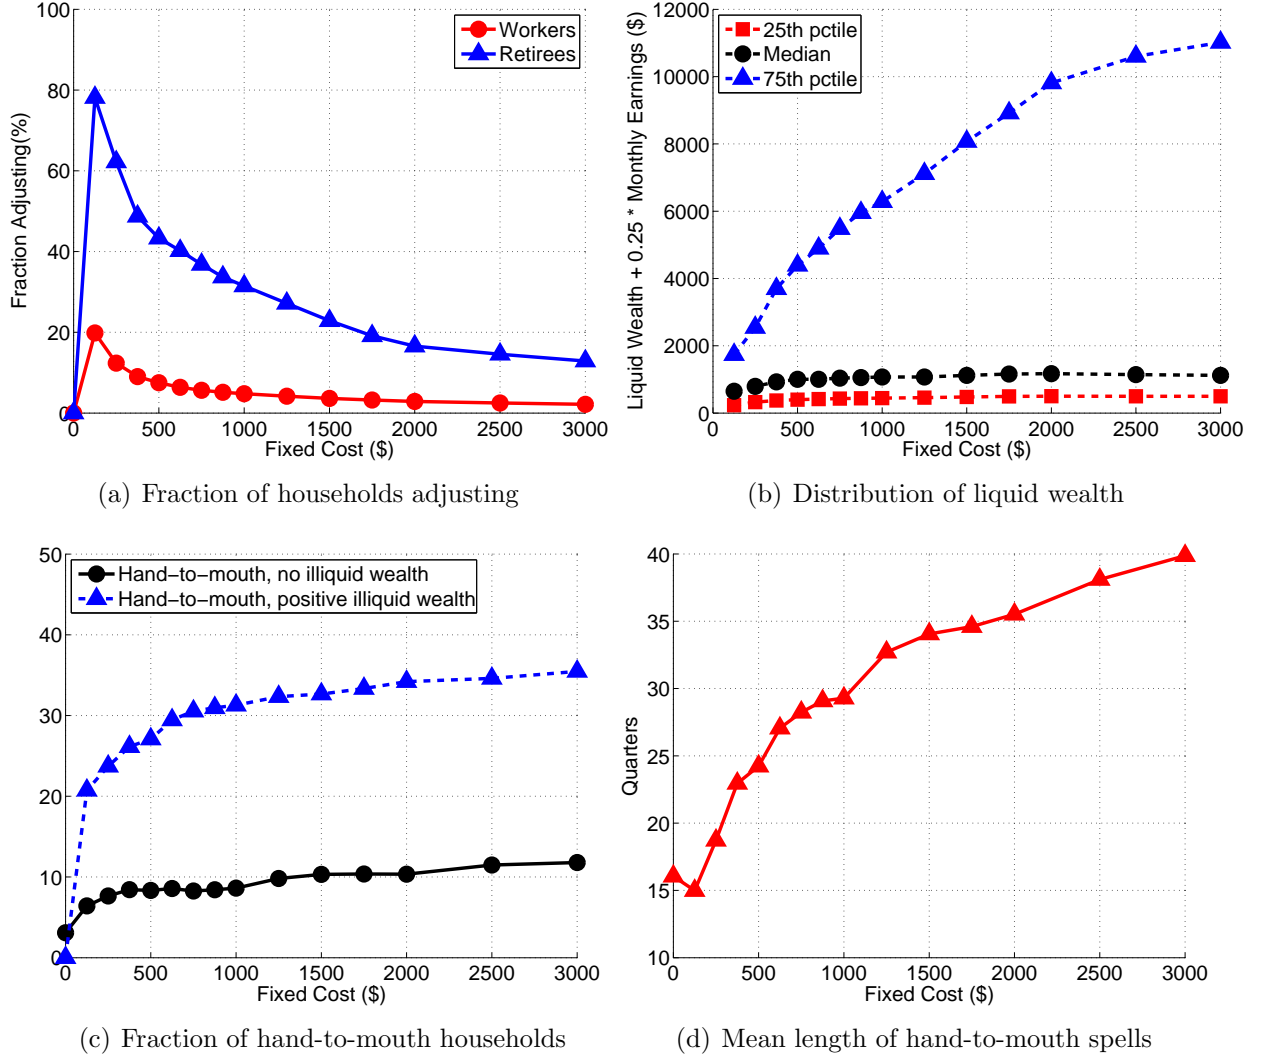 100
80
60
40
20
0
Fraction Adjusting(%)
Workers
Retirees
0 500 1000 1500 2000 2500 3000
Fixed Cost ($)
(a) Fraction of households adjusting
12000
10000
8000
6000
4000
2000
0
Liquid Wealth + 0.25 * Monthly Earnings ($)
25th pctile
Median
75th pctile
0 500 1000 1500 2000 2500 3000
Fixed Cost ($)
(b) Distribution of liquid wealth
50
40
30
20
10
0
Hand−to−mouth, no illiquid wealth
Hand−to−mouth, positive illiquid wealth
0 500 1000 1500 2000 2500 3000
Fixed Cost ($)
(c) Fraction of hand-to-mouth households
40
35
30
25
20
15
10
Quarters
0 500 1000 1500 2000 2500 3000
Fixed Cost ($)
(d) Mean length of hand-to-mouth spells